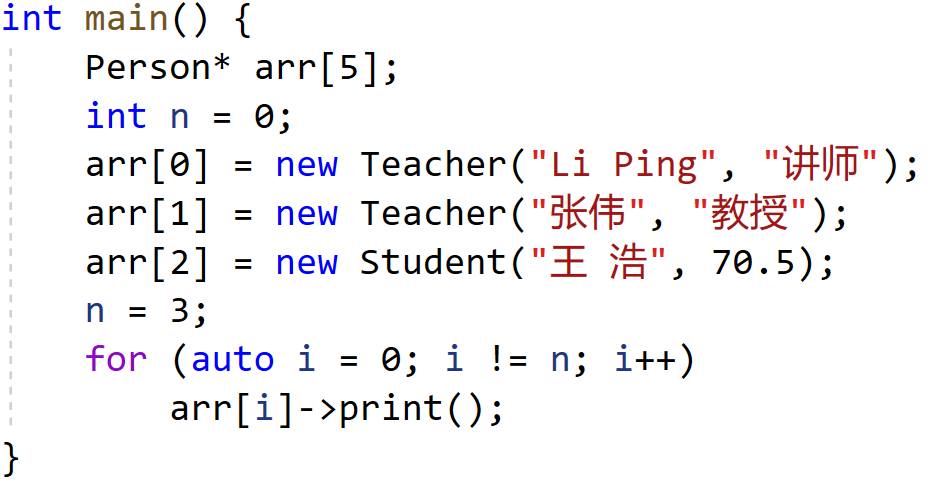 int main() {
    Person* arr[5];
    int n = 0;
    arr[0] = new Teacher("Li Ping", "讲师");
    arr[1] = new Teacher("张伟", "教授");
    arr[2] = new Student("王 浩", 70.5);
    n = 3;
    for (auto i = 0; i != n; i++)
        arr[i]->print();
}